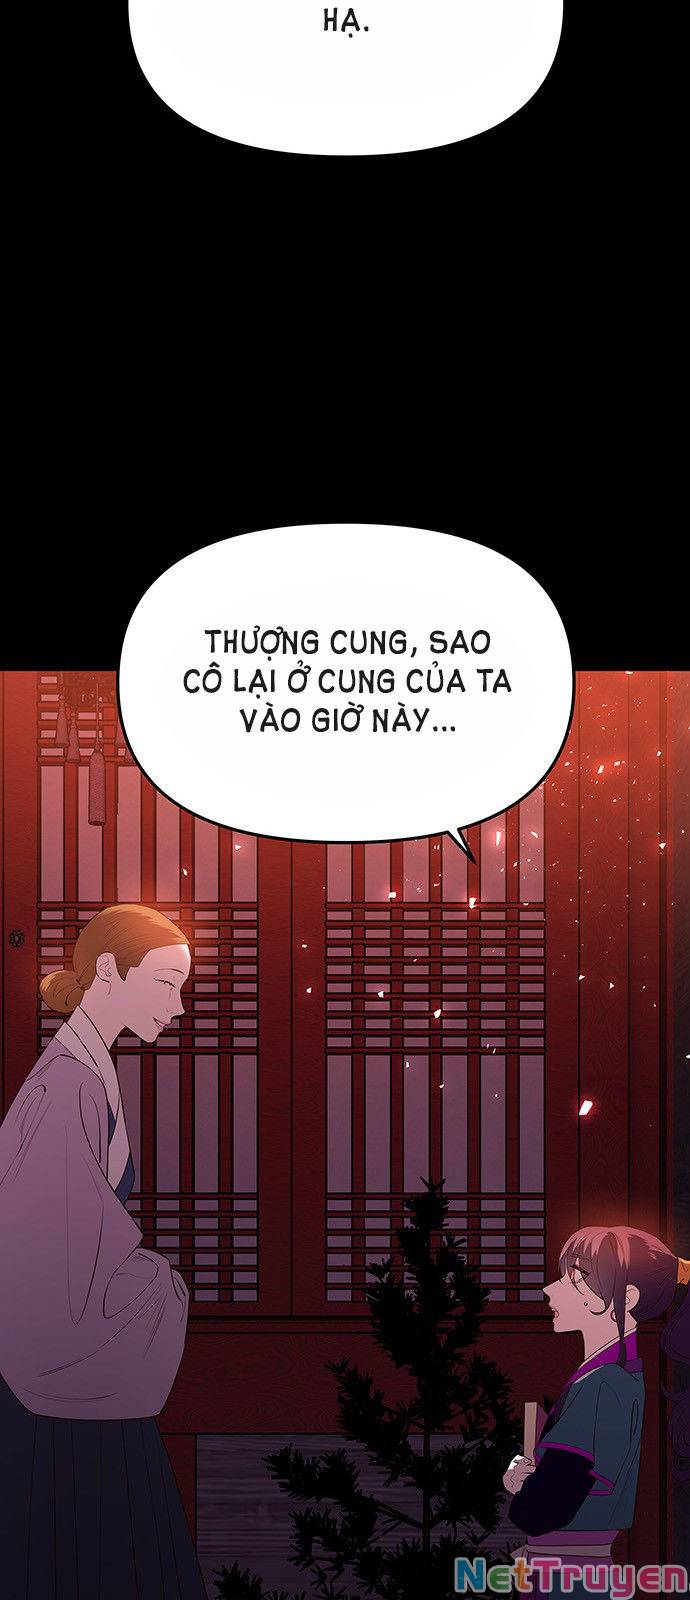 HẠ.
THƯỢNG CUNG, SAO
CÔ LẠI Ở CUNG CỦA TA
VÀO GIỜ NÀY...
NetTruyen